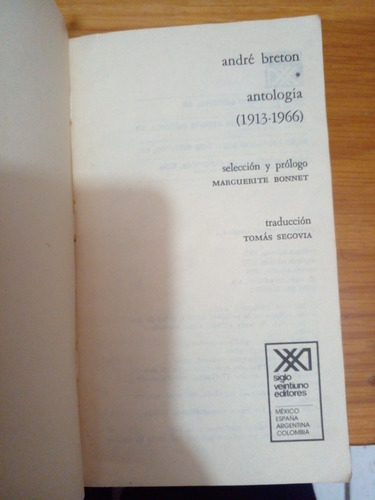 andré breton
antología
(1913-1966)
selección y prólogo
MARGUERITE BONNET
traducción
TOMÁS SEGOVIA
siglo
veintiuno
editores
MÉXICO
ESPAÑA
ARGENTINA
COLOMBIA